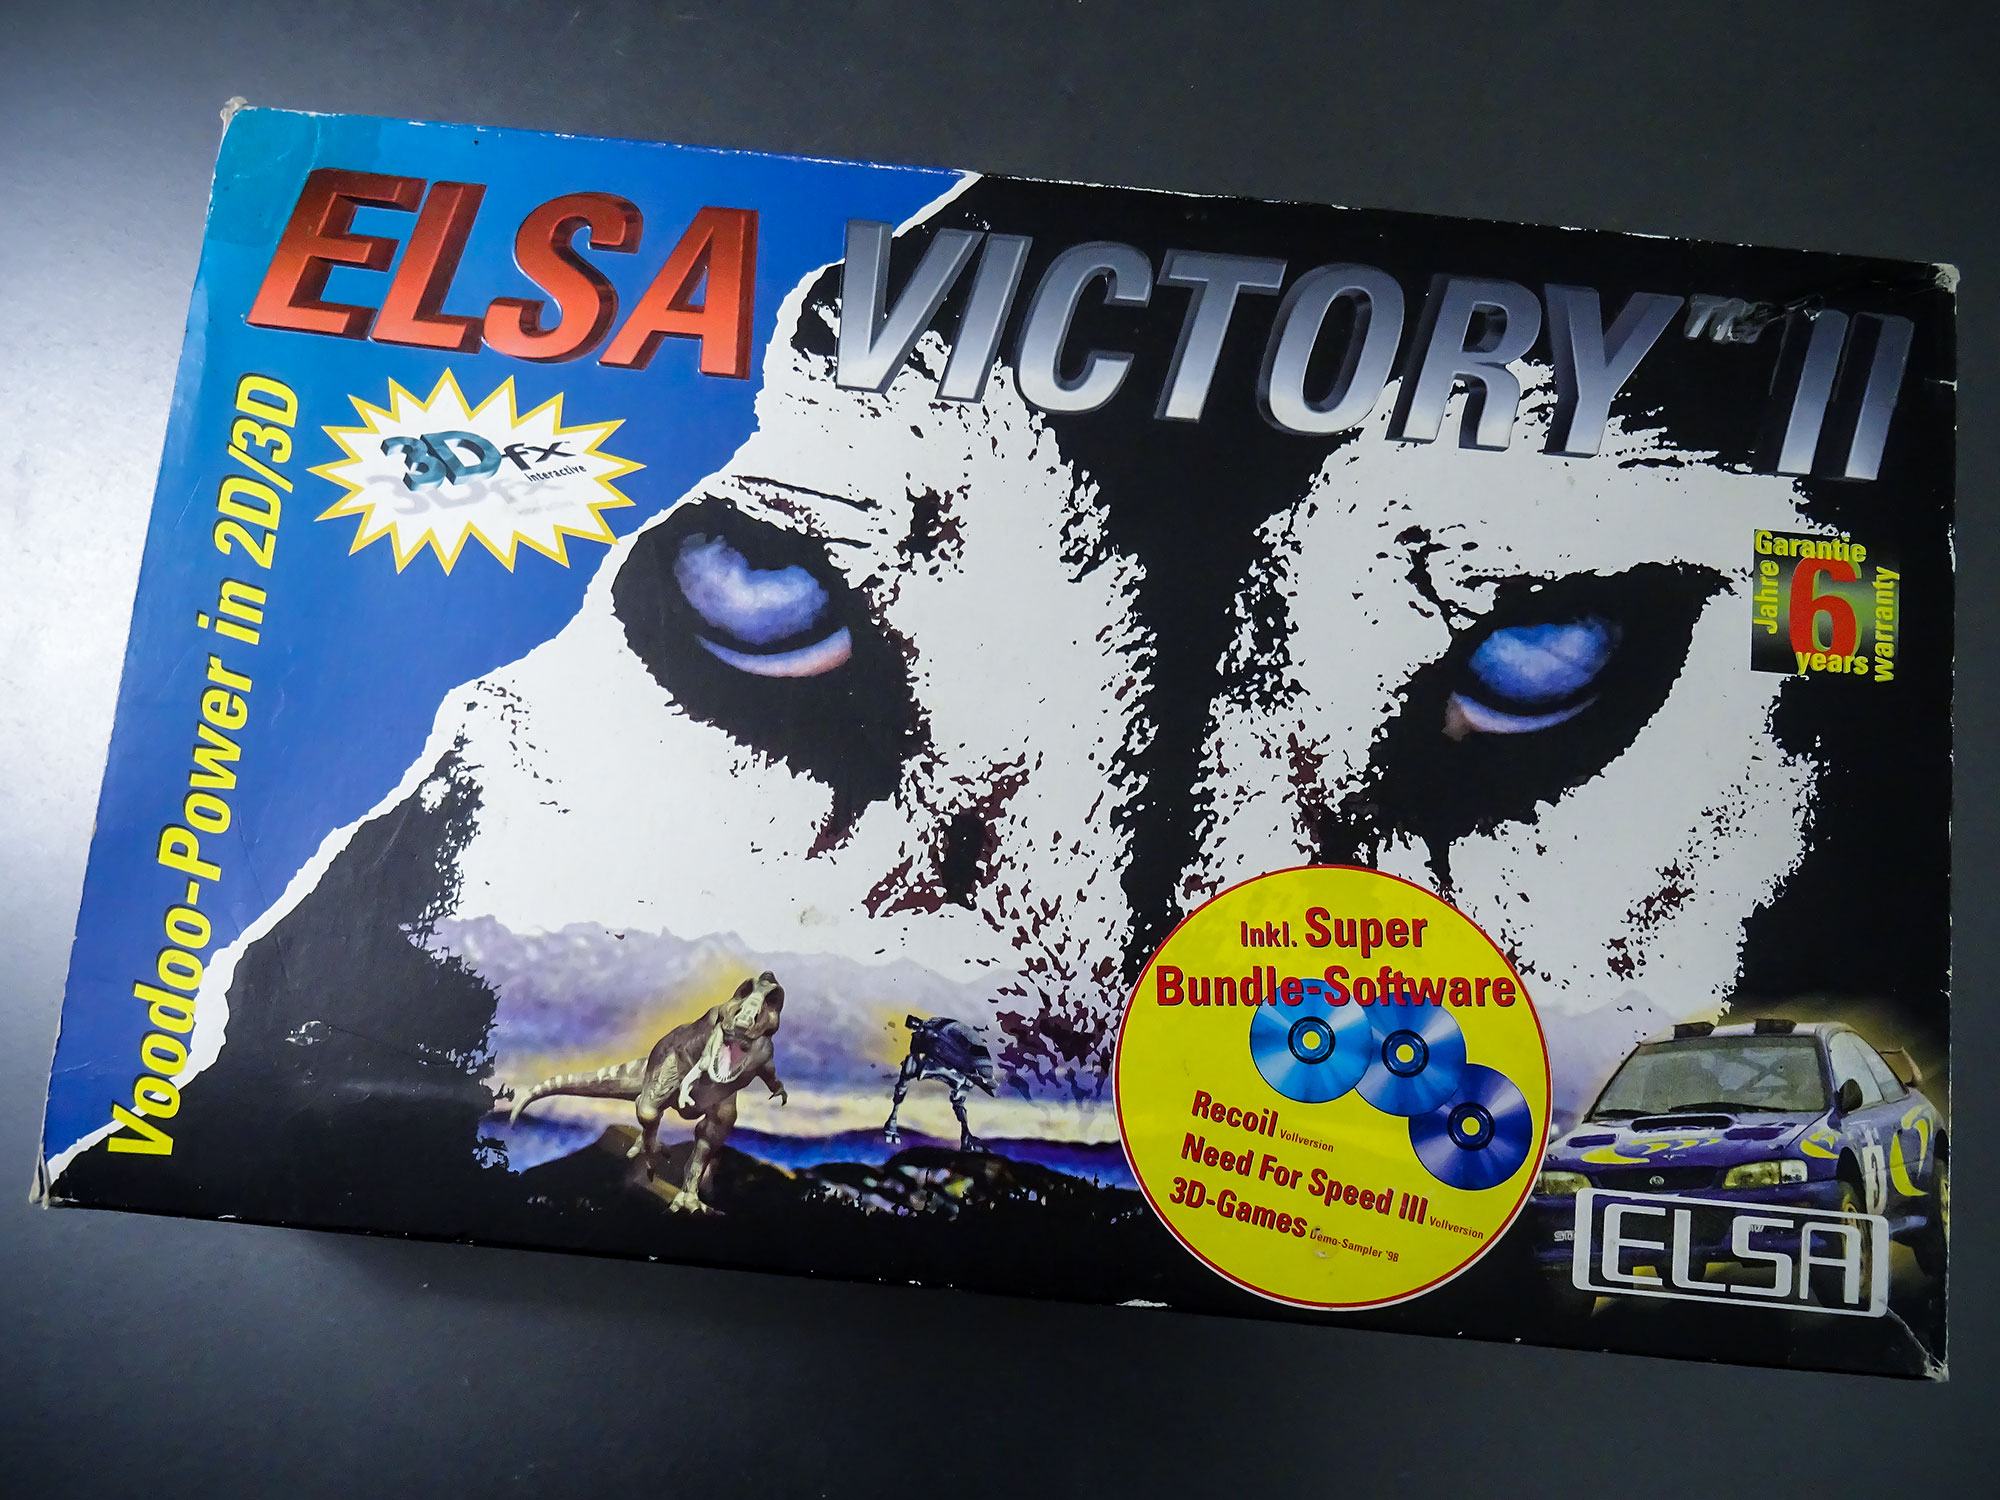 ELSA VICTORY™ II
Voodoo-Power in 2D/3D
3Dfx
Interactive
Garantie
Jahre
6
years
warranty
Inkl. Super
Bundle-Software
Recoil Vollversion
Need For Speed III Vollversion
3D-Games Demo-Sampler '98
ELSA